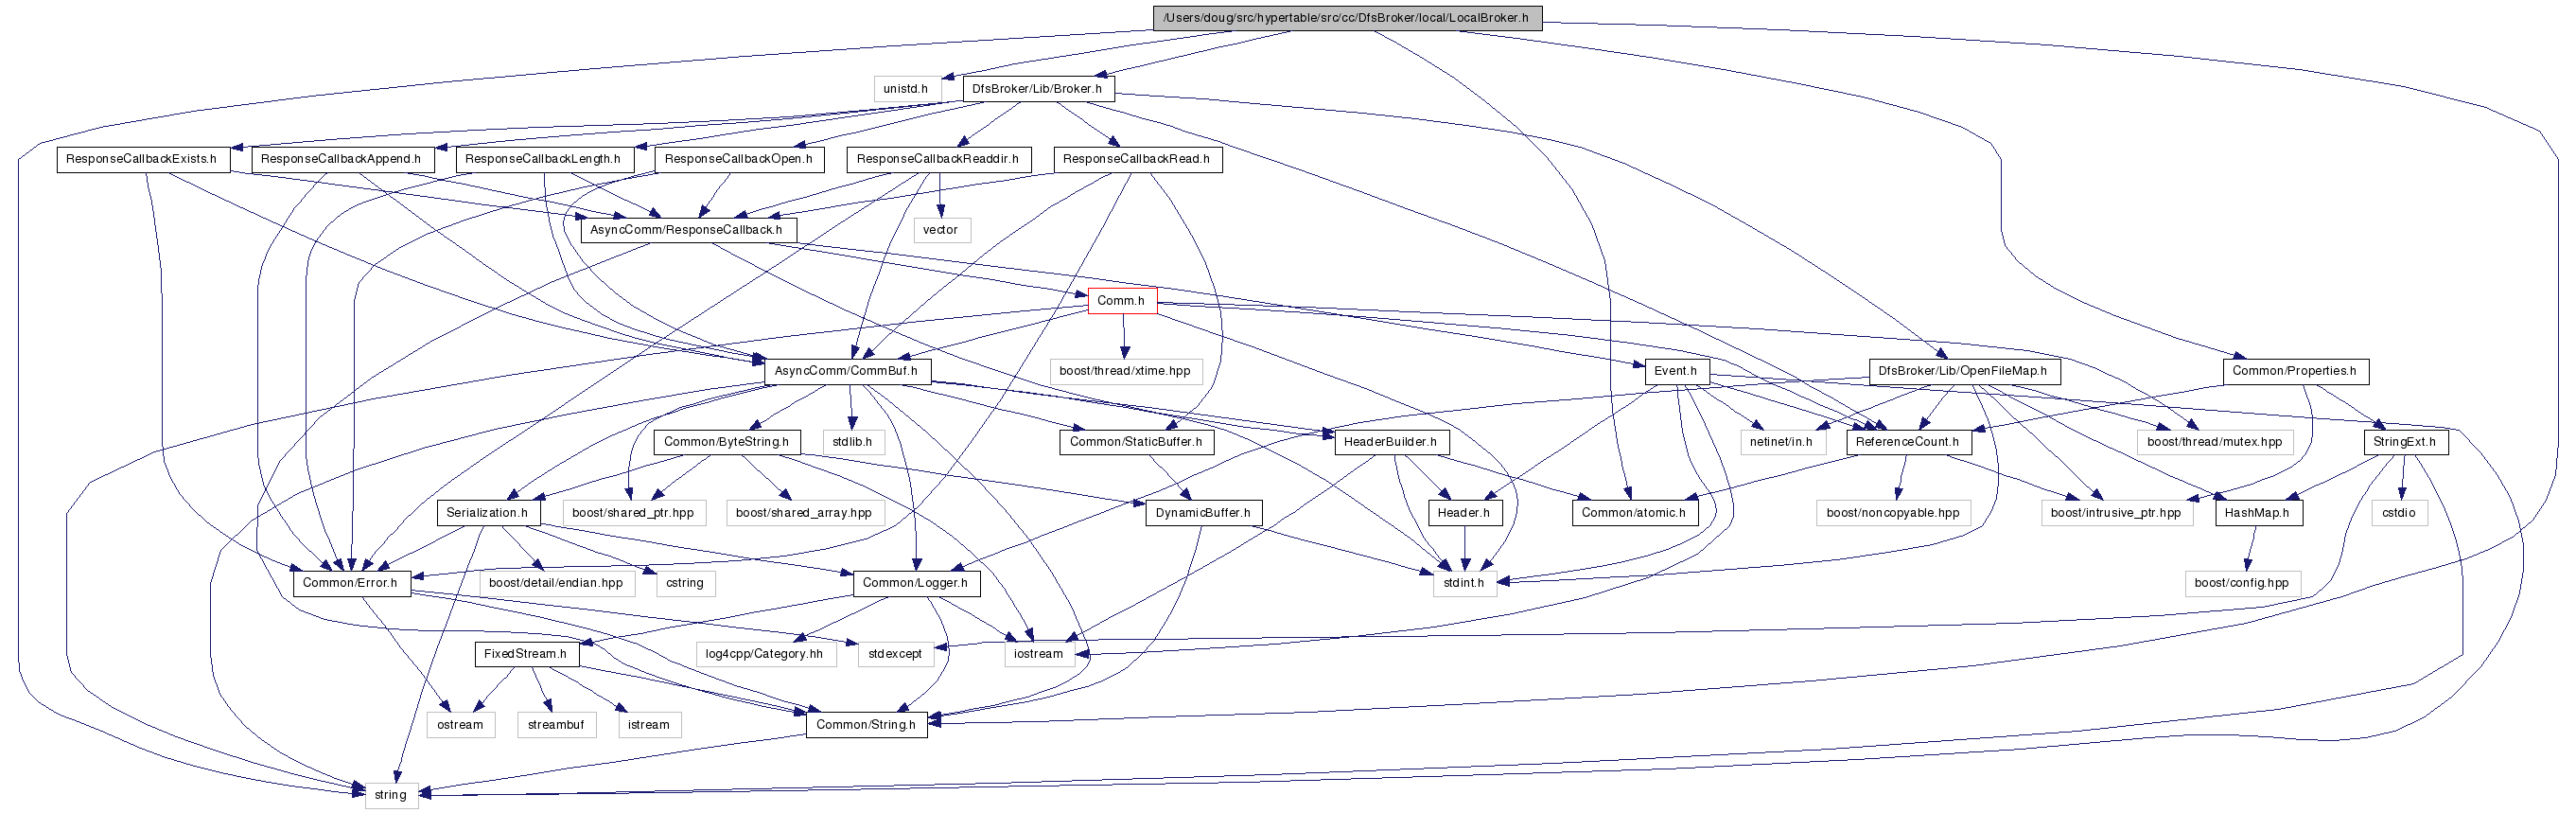 /Users/doug/src/hypertable/src/cc/DfsBroker/local/LocalBroker.h
unistd.h
DfsBroker/Lib/Broker.h
ResponseCallbackExists.h
ResponseCallbackAppend.h
ResponseCallbackLength.h
ResponseCallbackOpen.h
ResponseCallbackReaddir.h
ResponseCallbackRead.h
AsyncComm/ResponseCallback.h
vector
Comm.h
AsyncComm/CommBuf.h
boost/thread/xtime.hpp
Event.h
DfsBroker/Lib/OpenFileMap.h
Common/Properties.h
Common/ByteString.h
stdlib.h
Common/StaticBuffer.h
HeaderBuilder.h
netinet/in.h
ReferenceCount.h
boost/thread/mutex.hpp
StringExt.h
Serialization.h
boost/shared_ptr.hpp
boost/shared_array.hpp
DynamicBuffer.h
Header.h
Common/atomic.h
boost/noncopyable.hpp
boost/intrusive_ptr.hpp
HashMap.h
cstdio
Common/Error.h
boost/detail/endian.hpp
cstring
Common/Logger.h
stdint.h
boost/config.hpp
FixedStream.h
log4cpp/Category.hh
stdexcept
iostream
ostream
streambuf
istream
Common/String.h
string